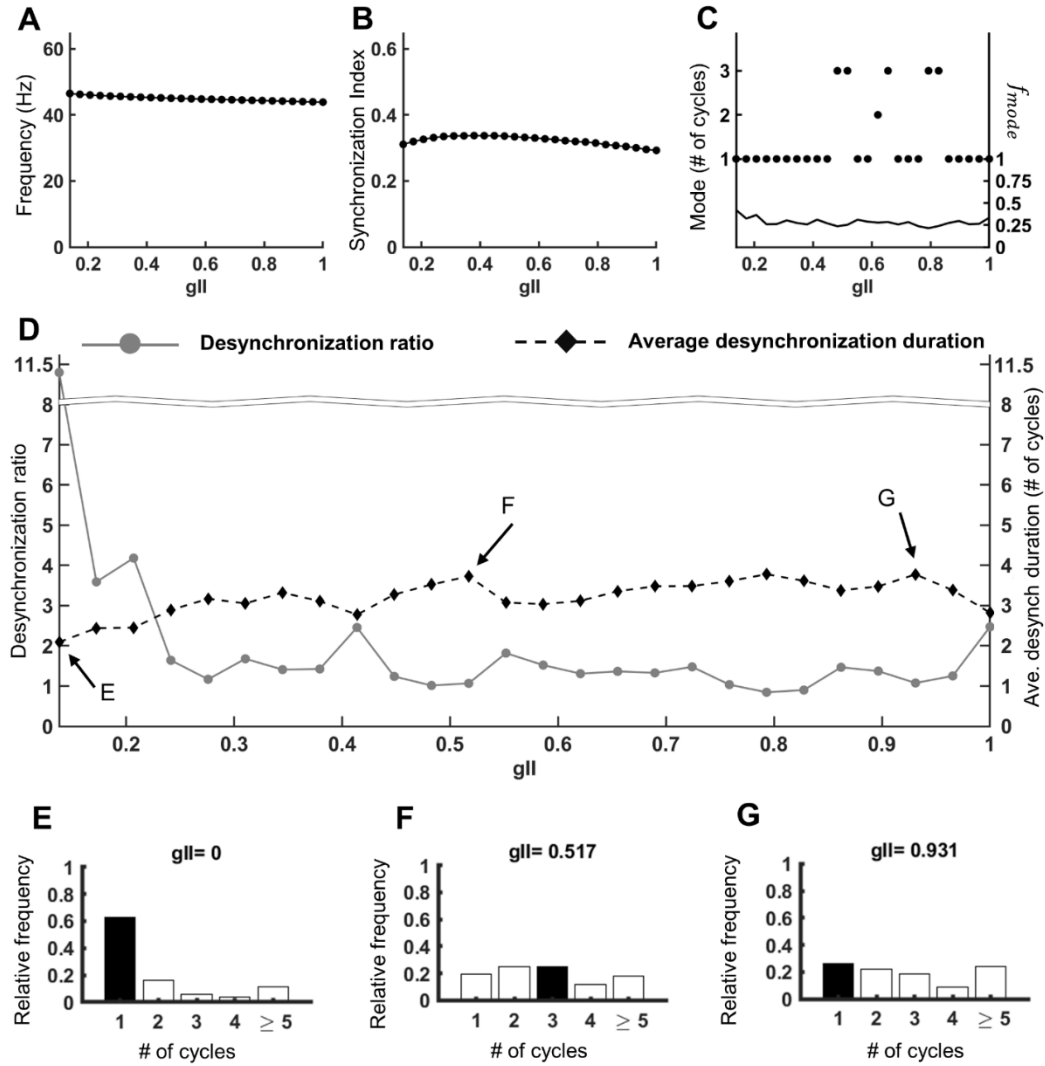 A
Frequency (Hz)
60
40
20
0
0.2 0.4 0.6 0.8 1
gII
B
Synchronization Index
0.6
0.4
0.2
0
0.2 0.4 0.6 0.8 1
gII
C
Mode (# of cycles)
3
2
1
f_mode
1
0.75
0.5
0.25
0
0.2 0.4 0.6 0.8 1
gII
D
Desynchronization ratio
Average desynchronization duration
Desynchronization ratio
11.5
8
7
6
5
4
3
2
1
0
0.2 0.3 0.4 0.5 0.6 0.7 0.8 0.9 1
gII
Ave. desynch duration (# of cycles)
11.5
8
7
6
5
4
3
2
1
0
E
F
G
E
gII= 0
Relative frequency
1
0.8
0.6
0.4
0.2
0
1 2 3 4 ≥ 5
# of cycles
F
gII= 0.517
Relative frequency
1
0.8
0.6
0.4
0.2
0
1 2 3 4 ≥ 5
# of cycles
G
gII= 0.931
Relative frequency
1
0.8
0.6
0.4
0.2
0
1 2 3 4 ≥ 5
# of cycles